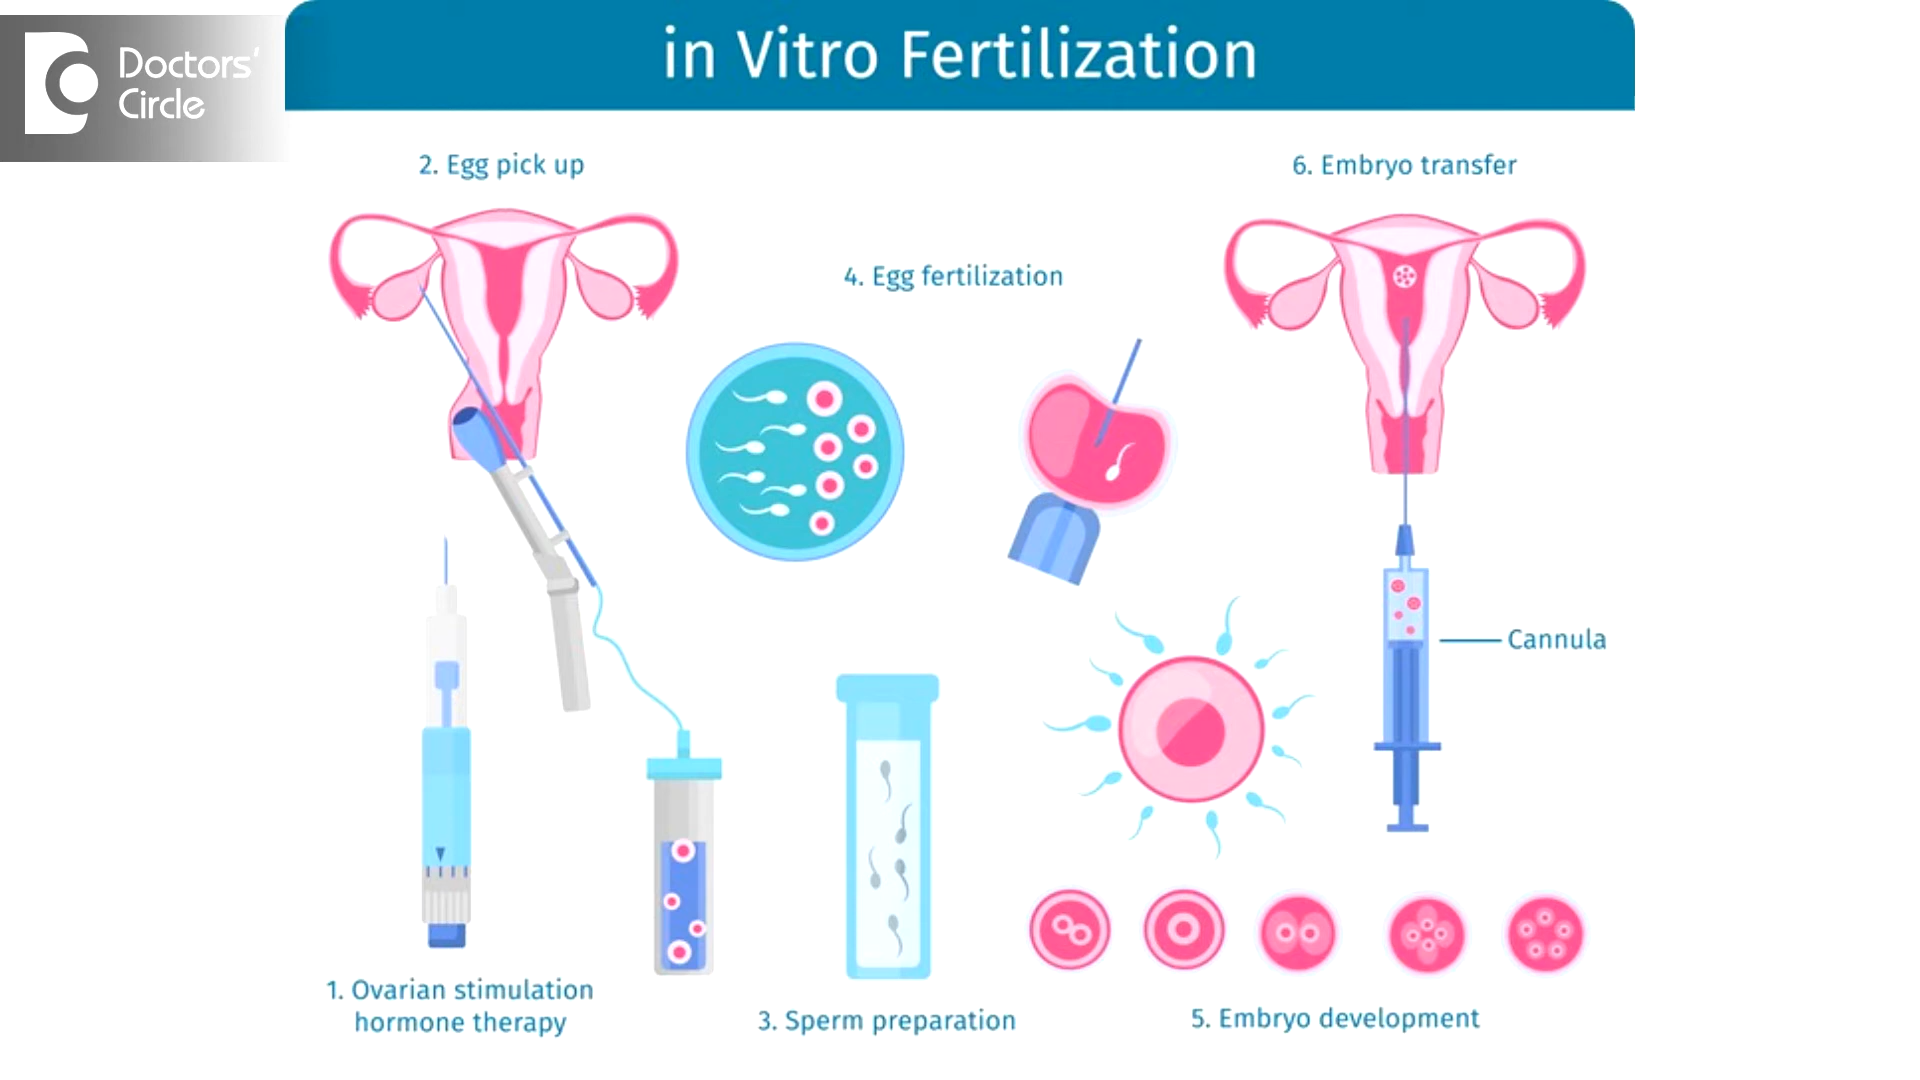 Doctors'
Circle
in Vitro Fertilization
2. Egg pick up
6. Embryo transfer
4. Egg fertilization
Cannula
1. Ovarian stimulation
hormone therapy
3. Sperm preparation
5. Embryo development